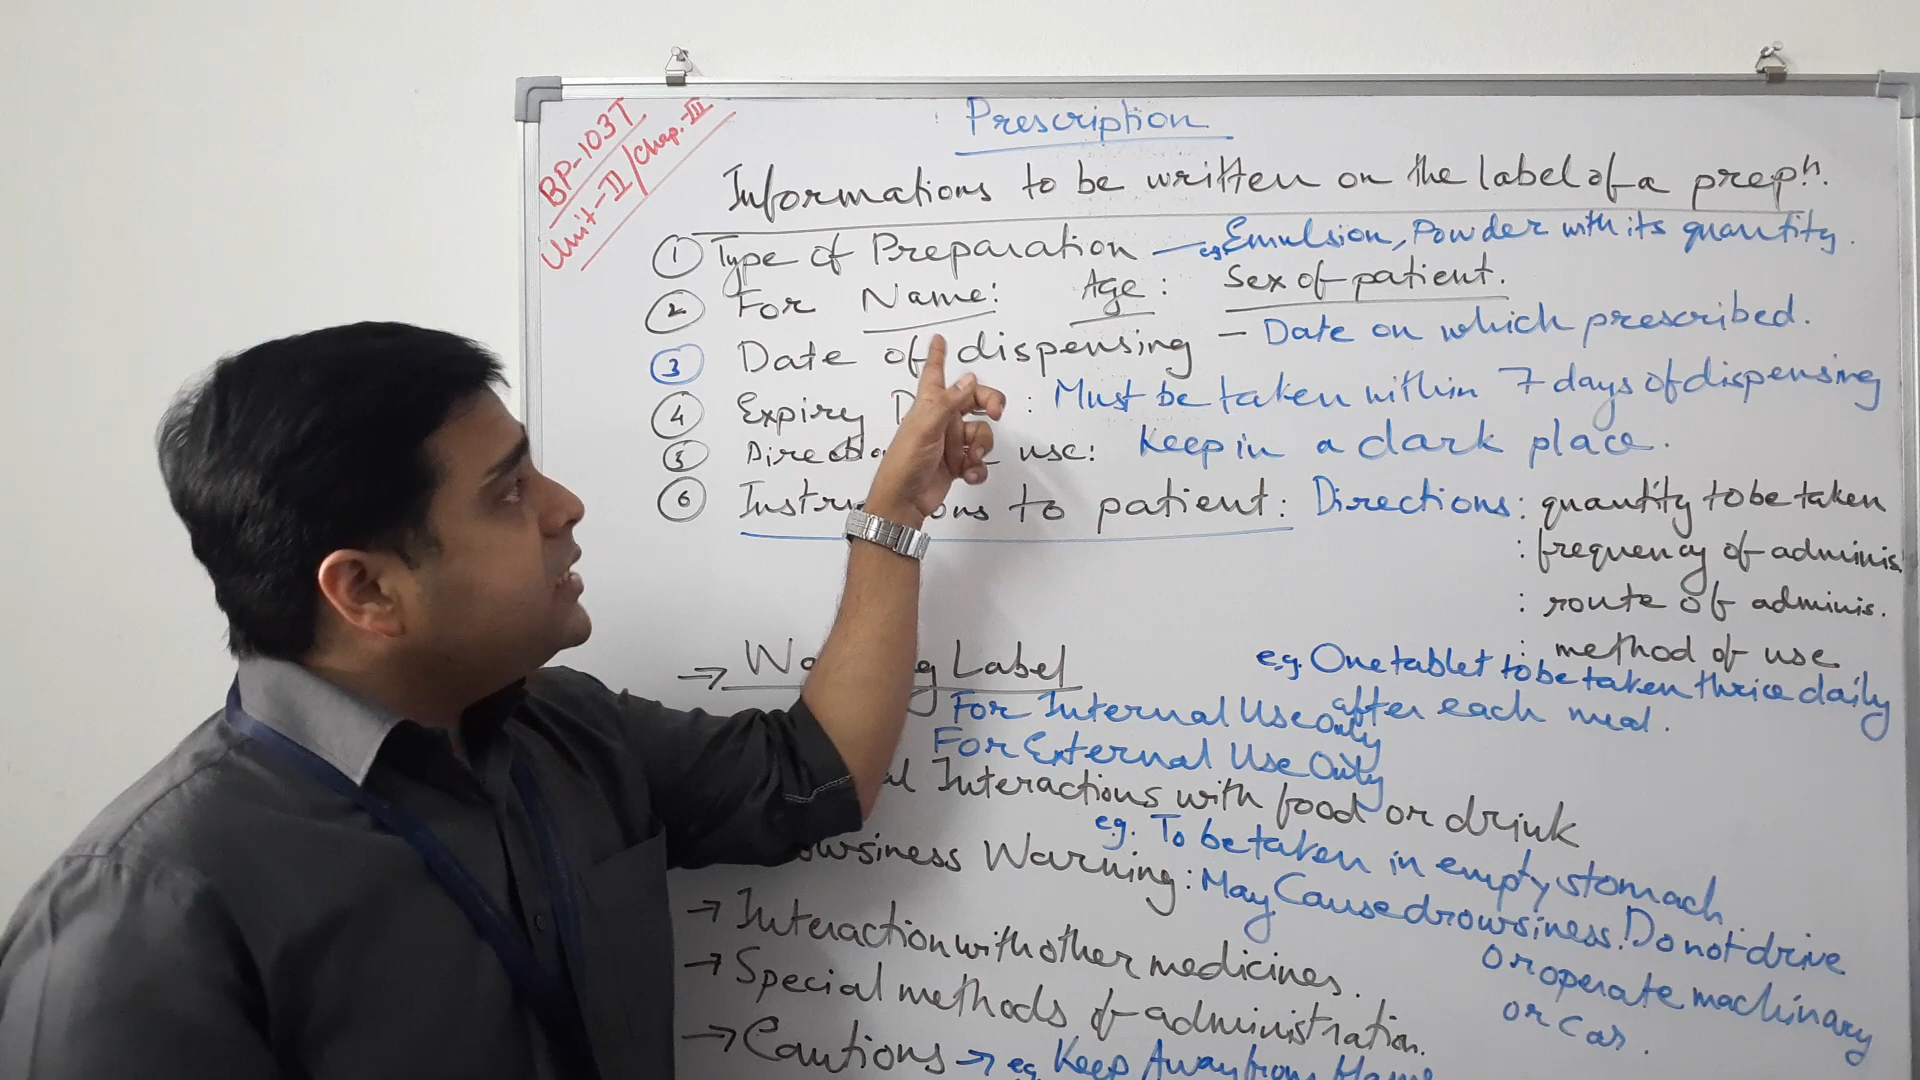 BP-103T
Unit-II/Chap.-III
Prescription
Informations to be written on the label of a prepⁿ.
① Type of Preparation — eg Emulsion, Powder with its quantity.
② For Name: Age: Sex of patient.
③ Date of dispensing – Date on which prescribed.
④ Expiry : Must be taken within 7 days of dispensing
⑤ use: Keep in a dark place.
⑥ to patient: Directions: quantity to be taken
: frequency of adminis.
: route of adminis.
: method of use
e.g. One tablet to be taken thrice daily
after each meal.
→ Label
For Internal Use Only
For External Use Only
Interactions with food or drink
e.g. To be taken in empty stomach.
Warning: May Cause drowsiness. Do not drive
Or operate machinary
or Car.
→ Interaction with other medicines.
→ Special methods of administration.
→ Cautions → eg. Keep Away from